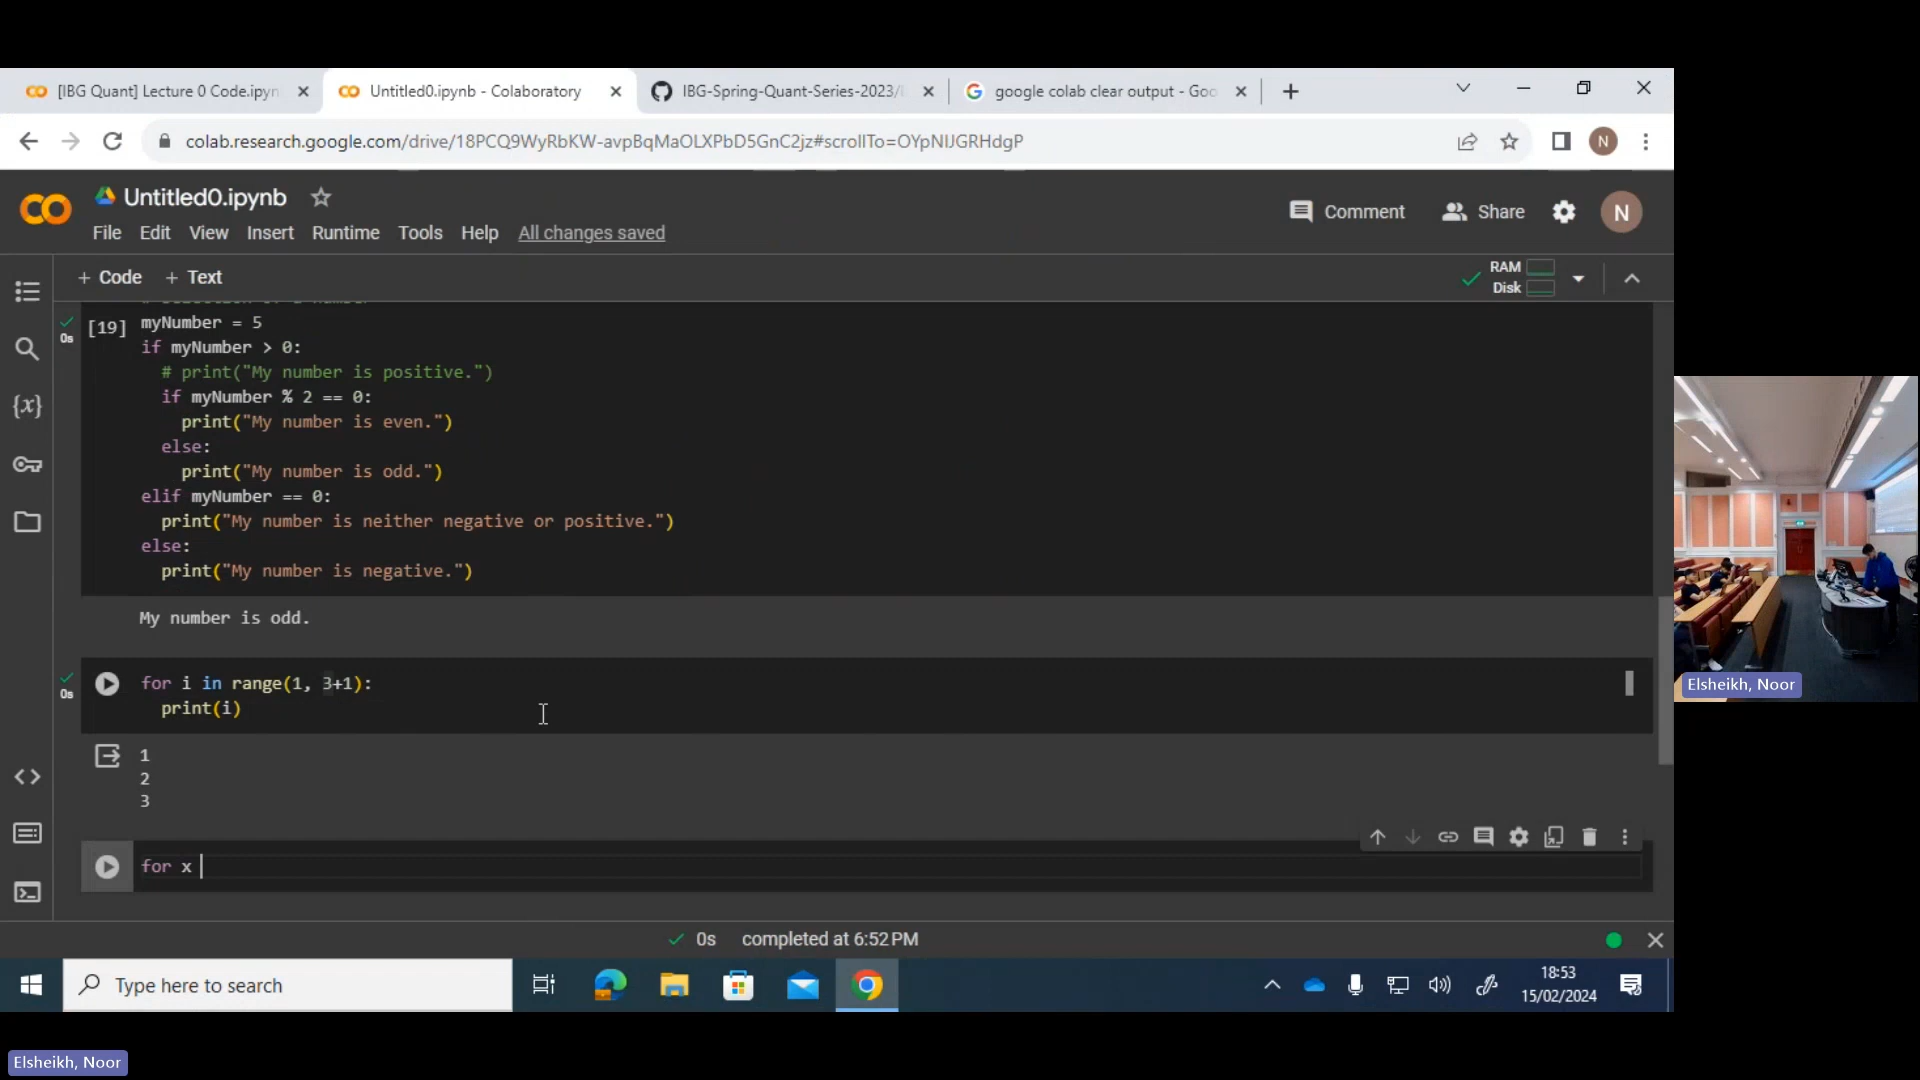 [IBG Quant] Lecture 0 Code.ipyn
Untitled0.ipynb - Colaboratory
IBG-Spring-Quant-Series-2023/
google colab clear output - Goo
colab.research.google.com/drive/18PCQ9WyRbKW-avpBqMaOLXPbD5GnC2jz#scrollTo=OYpNIJGRHdgP
N
Untitled0.ipynb
Comment
Share
N
File Edit View Insert Runtime Tools Help All changes saved
+ Code + Text
RAM
Disk
[19]
0s
myNumber = 5
if myNumber > 0:
# print("My number is positive.")
if myNumber % 2 == 0:
print("My number is even.")
else:
print("My number is odd.")
elif myNumber == 0:
print("My number is neither negative or positive.")
else:
print("My number is negative.")
My number is odd.
0s
for i in range(1, 3+1):
print(i)
1
2
3
for x
0s completed at 6:52 PM
Type here to search
18:53
15/02/2024
Elsheikh, Noor
Elsheikh, Noor